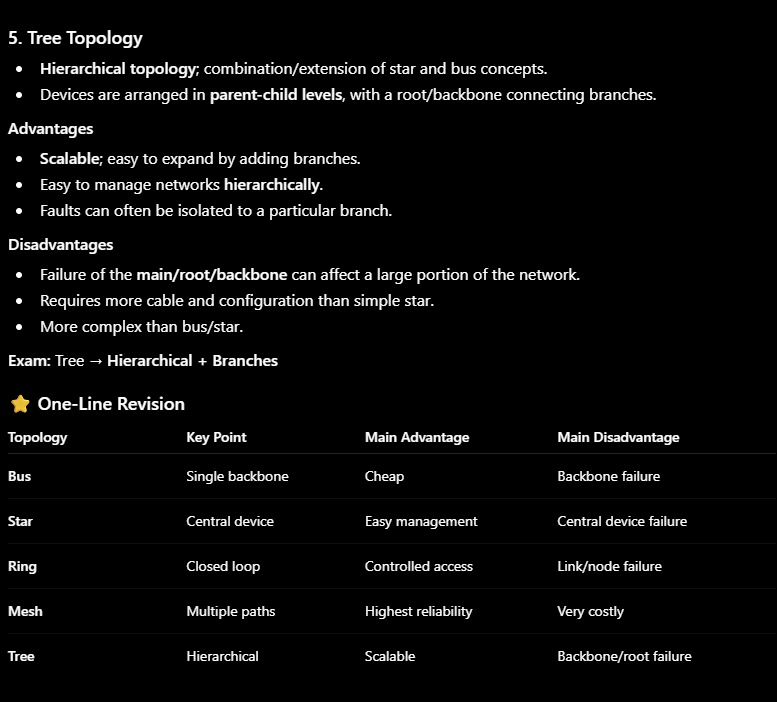 5. Tree Topology
• Hierarchical topology; combination/extension of star and bus concepts.
• Devices are arranged in parent-child levels, with a root/backbone connecting branches.
Advantages
• Scalable; easy to expand by adding branches.
• Easy to manage networks hierarchically.
• Faults can often be isolated to a particular branch.
Disadvantages
• Failure of the main/root/backbone can affect a large portion of the network.
• Requires more cable and configuration than simple star.
• More complex than bus/star.
Exam: Tree → Hierarchical + Branches
⭐ One-Line Revision
Topology Key Point Main Advantage Main Disadvantage
Bus Single backbone Cheap Backbone failure
Star Central device Easy management Central device failure
Ring Closed loop Controlled access Link/node failure
Mesh Multiple paths Highest reliability Very costly
Tree Hierarchical Scalable Backbone/root failure